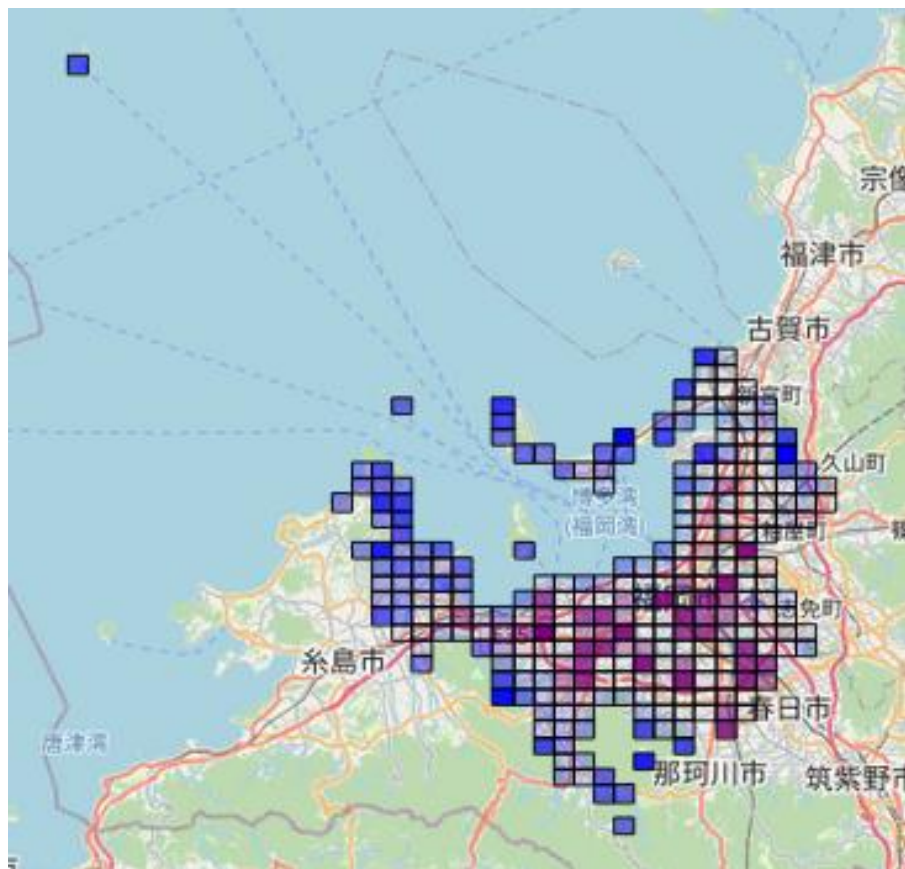 宗像
福津市
古賀市
新宮町
久山町
博多湾
(福岡湾)
粕屋町
篠
志免町
糸島市
春日市
唐津湾
那珂川市
筑紫野市